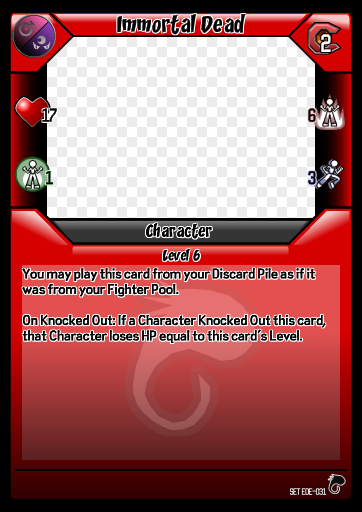 Immortal Dead
2
17
6
1
3
Character
Level 6
You may play this card from your Discard Pile as if it
was from your Fighter Pool.
On Knocked Out: If a Character Knocked Out this card,
that Character loses HP equal to this card's Level.
SET EOE-031